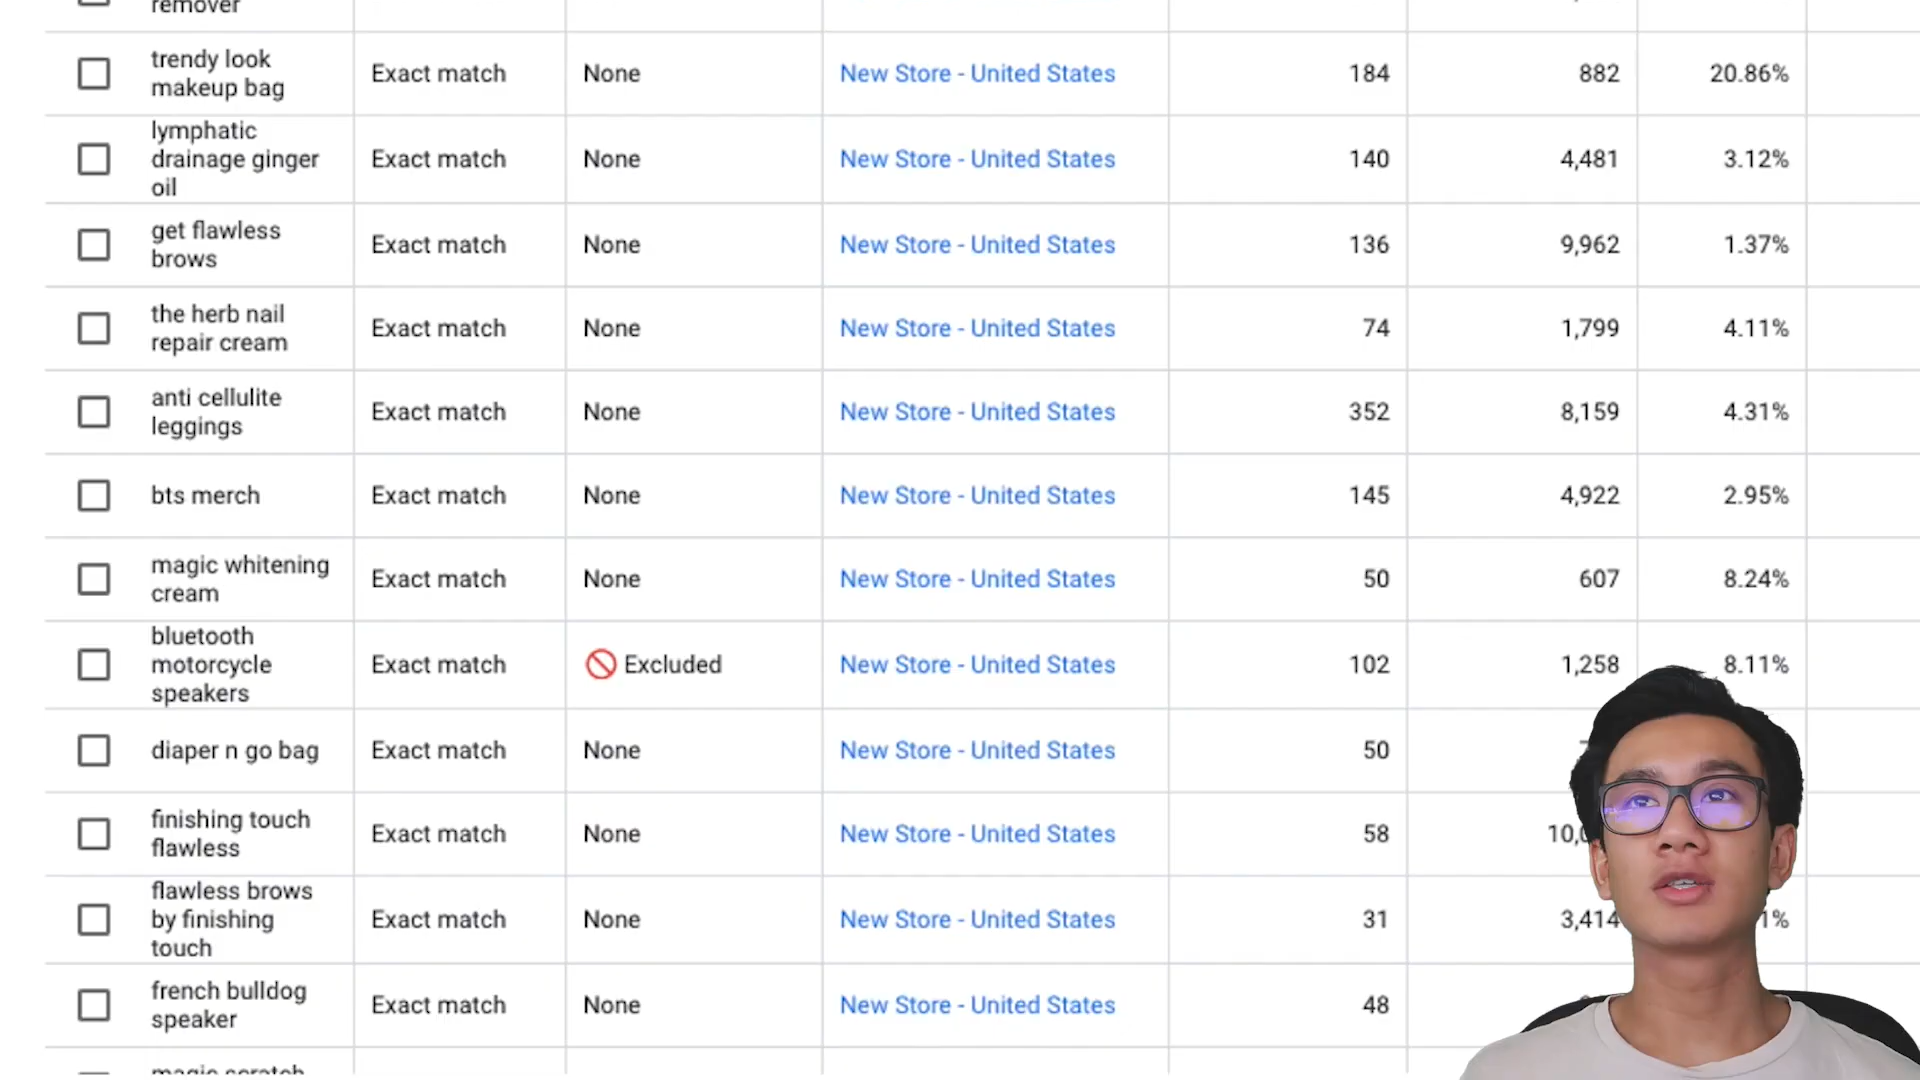 remover
trendy look
makeup bag
Exact match
None
New Store - United States
184
882
20.86%
lymphatic
drainage ginger
oil
Exact match
None
New Store - United States
140
4,481
3.12%
get flawless
brows
Exact match
None
New Store - United States
136
9,962
1.37%
the herb nail
repair cream
Exact match
None
New Store - United States
74
1,799
4.11%
anti cellulite
leggings
Exact match
None
New Store - United States
352
8,159
4.31%
bts merch
Exact match
None
New Store - United States
145
4,922
2.95%
magic whitening
cream
Exact match
None
New Store - United States
50
607
8.24%
bluetooth
motorcycle
speakers
Exact match
Excluded
New Store - United States
102
1,258
8.11%
diaper n go bag
Exact match
None
New Store - United States
50
finishing touch
flawless
Exact match
None
New Store - United States
58
flawless brows
by finishing
touch
Exact match
None
New Store - United States
31
3,414
french bulldog
speaker
Exact match
None
New Store - United States
48
magic scratch